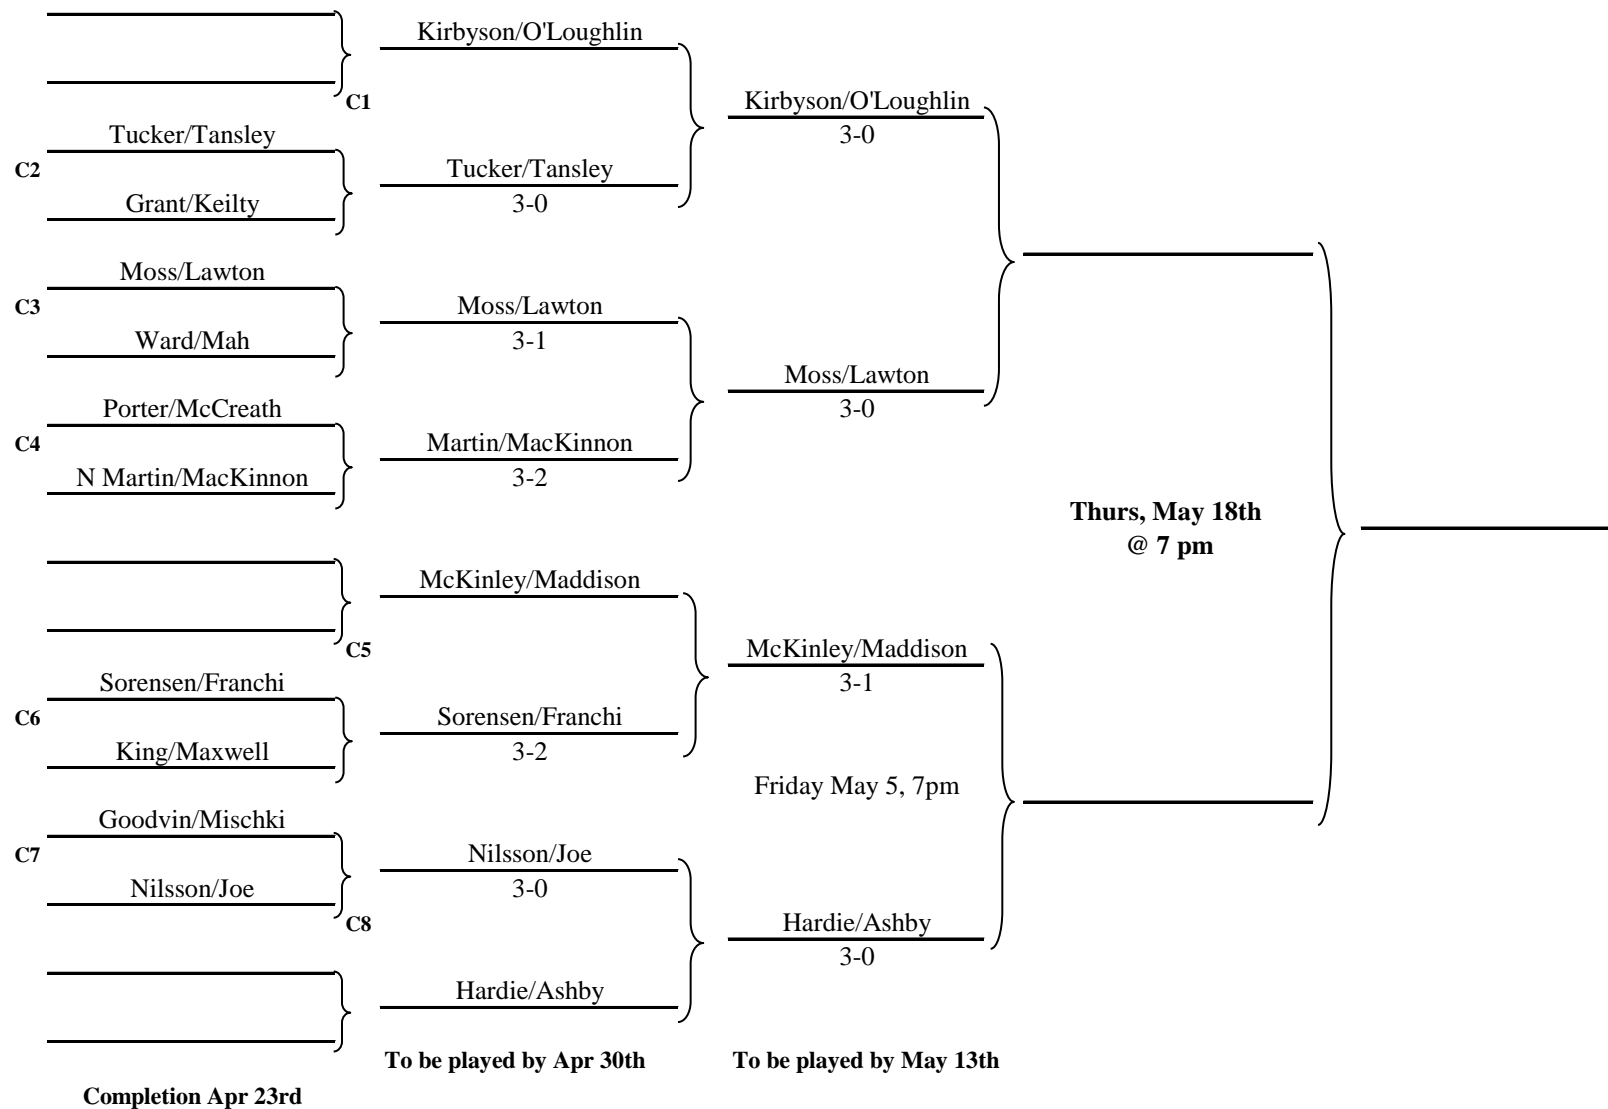 Kirbyson/O'Loughlin
C1
Kirbyson/O'Loughlin
3-0
Tucker/Tansley
C2
Grant/Keilty
Tucker/Tansley
3-0
Moss/Lawton
C3
Ward/Mah
Moss/Lawton
3-1
Moss/Lawton
3-0
Porter/McCreath
C4
N Martin/MacKinnon
Martin/MacKinnon
3-2
Thurs, May 18th
@ 7 pm
McKinley/Maddison
C5
McKinley/Maddison
3-1
Sorensen/Franchi
C6
King/Maxwell
Sorensen/Franchi
3-2
Friday May 5, 7pm
Goodvin/Mischki
C7
Nilsson/Joe
Nilsson/Joe
3-0
C8
Hardie/Ashby
3-0
Hardie/Ashby
To be played by Apr 30th
To be played by May 13th
Completion Apr 23rd